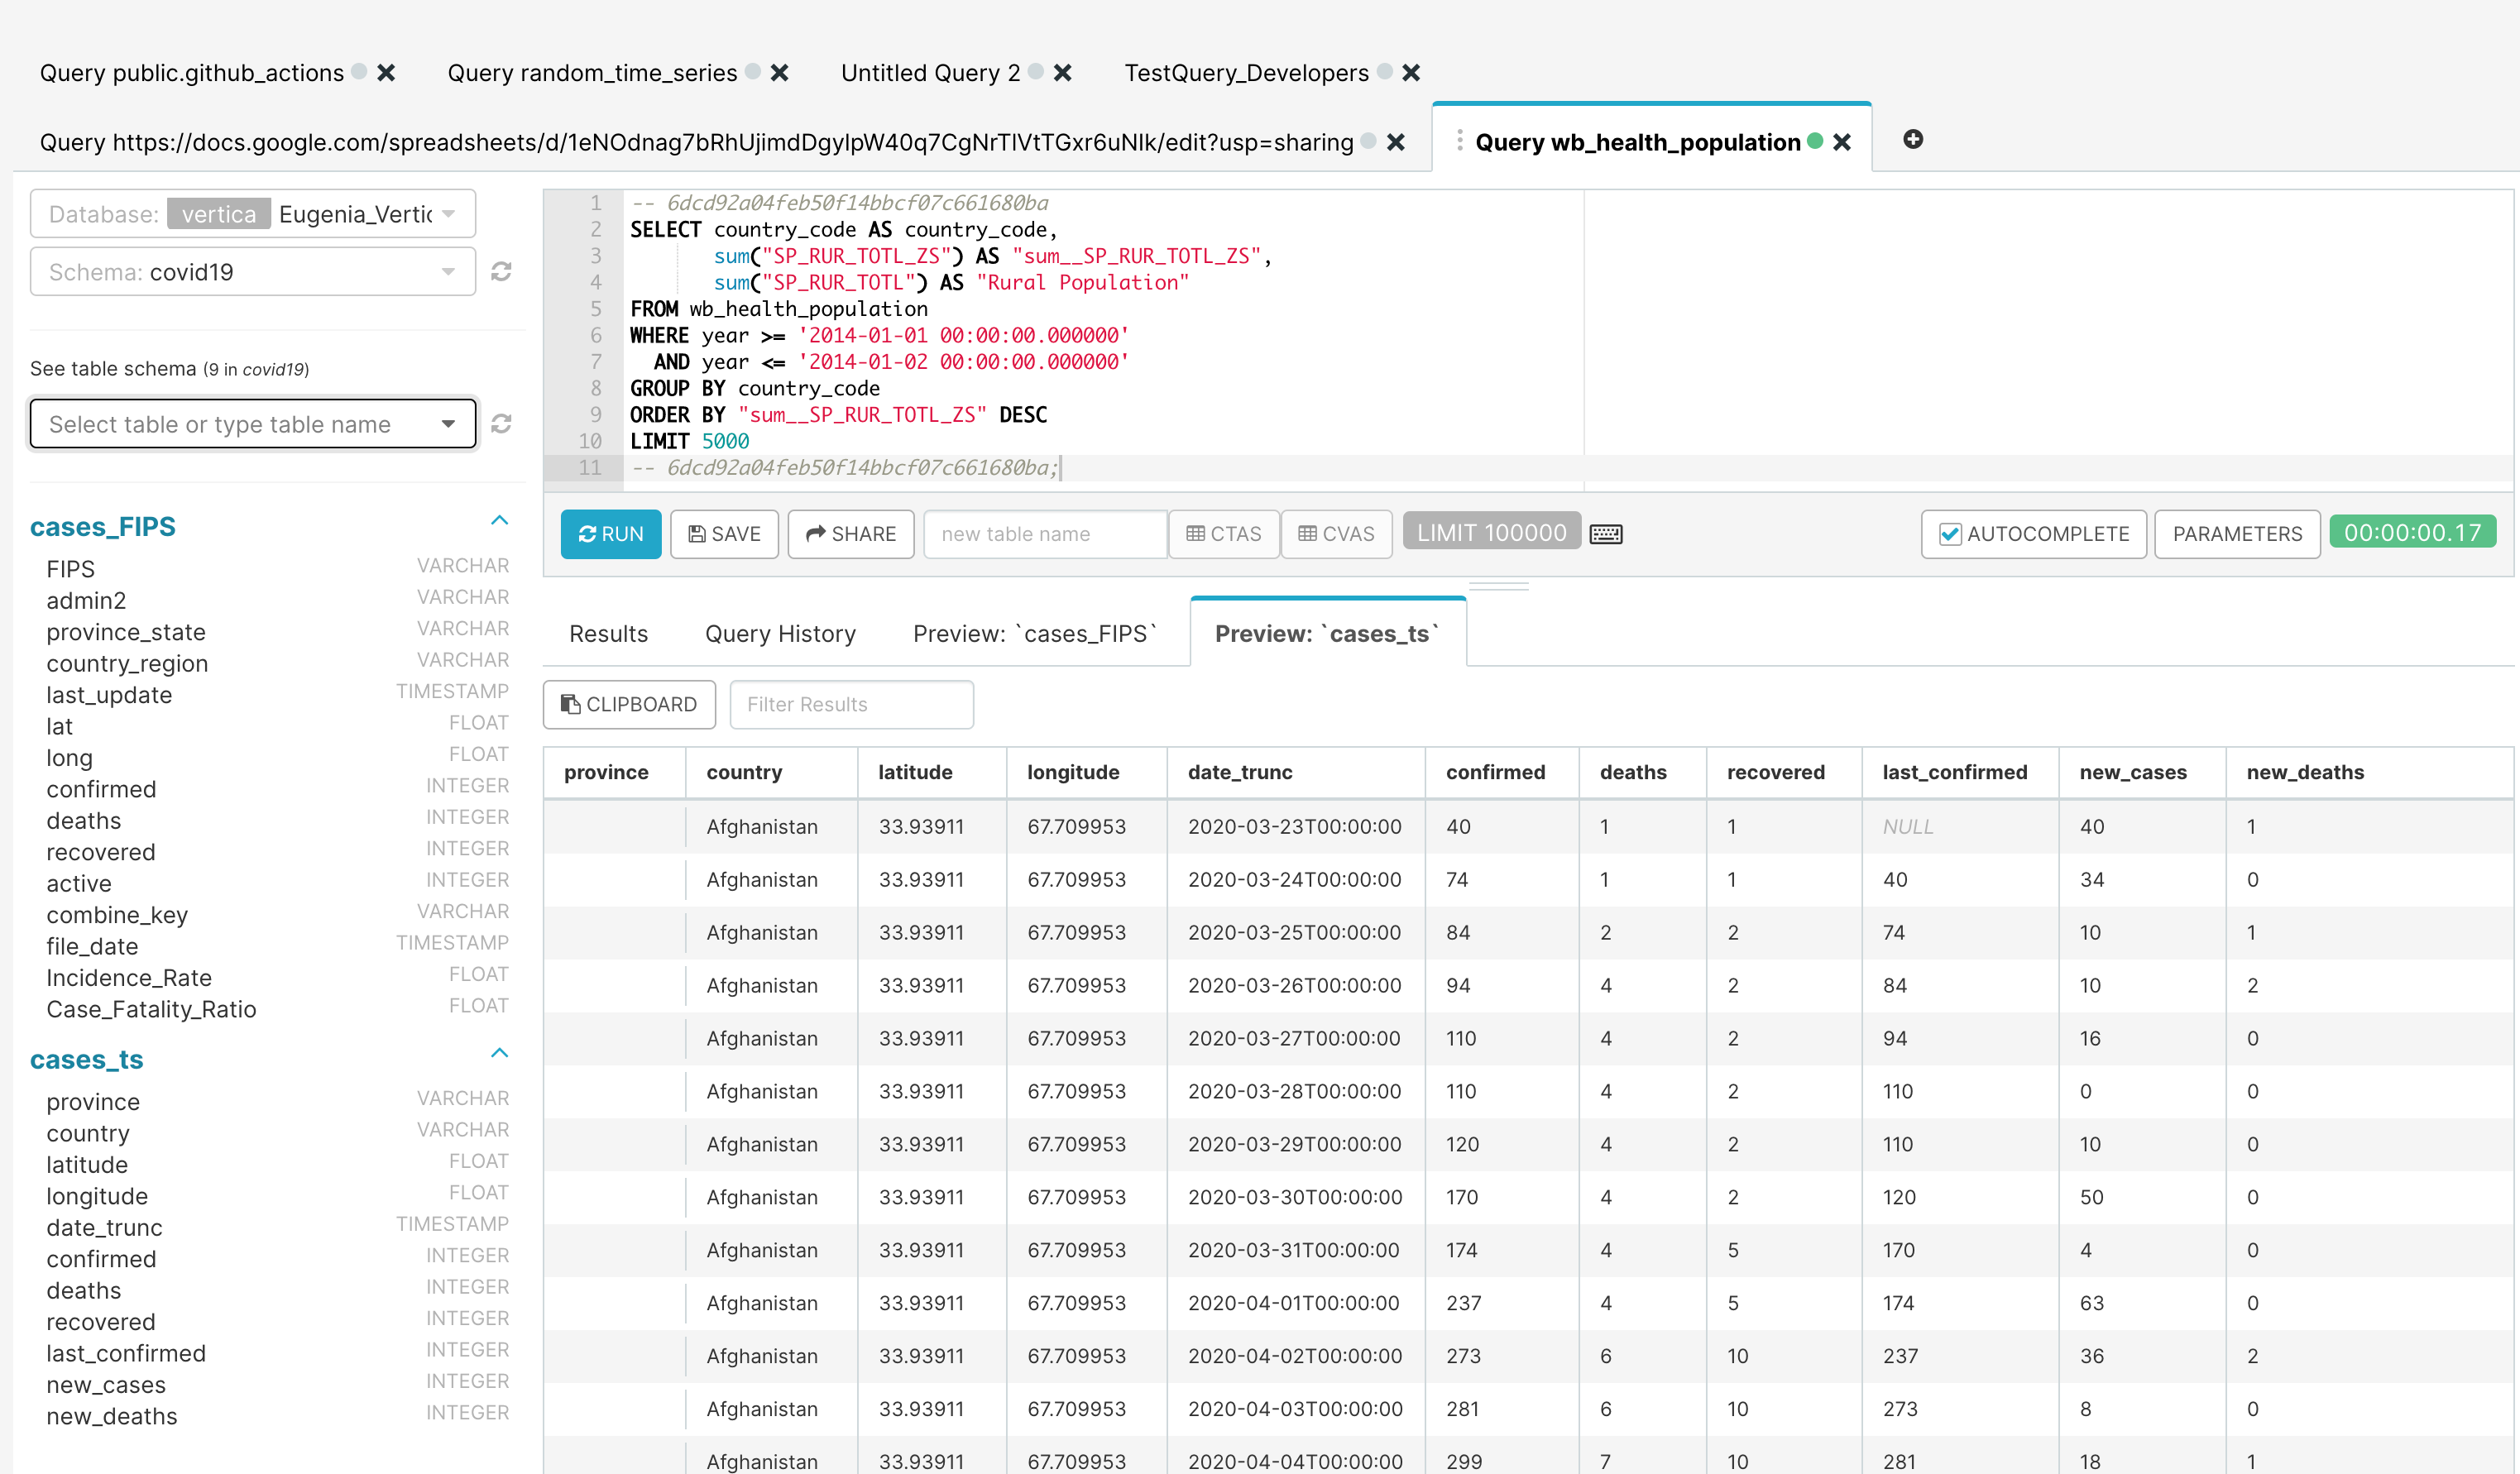 Query public.github_actions
Query random_time_series
Untitled Query 2
TestQuery_Developers
Query https://docs.google.com/spreadsheets/d/1eNOdnag7bRhUjimdDgylpW40q7CgNrTlVtTGxr6uNlk/edit?usp=sharing
Query wb_health_population
Database: vertica Eugenia_Vertic
Schema: covid19
See table schema (9 in covid19)
Select table or type table name
cases_FIPS
FIPS VARCHAR
admin2 VARCHAR
province_state VARCHAR
country_region VARCHAR
last_update TIMESTAMP
lat FLOAT
long FLOAT
confirmed INTEGER
deaths INTEGER
recovered INTEGER
active INTEGER
combine_key VARCHAR
file_date TIMESTAMP
Incidence_Rate FLOAT
Case_Fatality_Ratio FLOAT
cases_ts
province VARCHAR
country VARCHAR
latitude FLOAT
longitude FLOAT
date_trunc TIMESTAMP
confirmed INTEGER
deaths INTEGER
recovered INTEGER
last_confirmed INTEGER
new_cases INTEGER
new_deaths INTEGER
1 -- 6dcd92a04feb50f14bbcf07c661680ba
2 SELECT country_code AS country_code,
3 sum("SP_RUR_TOTL_ZS") AS "sum__SP_RUR_TOTL_ZS",
4 sum("SP_RUR_TOTL") AS "Rural Population"
5 FROM wb_health_population
6 WHERE year >= '2014-01-01 00:00:00.000000'
7 AND year <= '2014-01-02 00:00:00.000000'
8 GROUP BY country_code
9 ORDER BY "sum__SP_RUR_TOTL_ZS" DESC
10 LIMIT 5000
11 -- 6dcd92a04feb50f14bbcf07c661680ba;
RUN SAVE SHARE new table name CTAS CVAS LIMIT 100000 AUTOCOMPLETE PARAMETERS 00:00:00.17
Results Query History Preview: `cases_FIPS` Preview: `cases_ts`
CLIPBOARD Filter Results
province country latitude longitude date_trunc confirmed deaths recovered last_confirmed new_cases new_deaths
Afghanistan 33.93911 67.709953 2020-03-23T00:00:00 40 1 1 NULL 40 1
Afghanistan 33.93911 67.709953 2020-03-24T00:00:00 74 1 1 40 34 0
Afghanistan 33.93911 67.709953 2020-03-25T00:00:00 84 2 2 74 10 1
Afghanistan 33.93911 67.709953 2020-03-26T00:00:00 94 4 2 84 10 2
Afghanistan 33.93911 67.709953 2020-03-27T00:00:00 110 4 2 94 16 0
Afghanistan 33.93911 67.709953 2020-03-28T00:00:00 110 4 2 110 0 0
Afghanistan 33.93911 67.709953 2020-03-29T00:00:00 120 4 2 110 10 0
Afghanistan 33.93911 67.709953 2020-03-30T00:00:00 170 4 2 120 50 0
Afghanistan 33.93911 67.709953 2020-03-31T00:00:00 174 4 5 170 4 0
Afghanistan 33.93911 67.709953 2020-04-01T00:00:00 237 4 5 174 63 0
Afghanistan 33.93911 67.709953 2020-04-02T00:00:00 273 6 10 237 36 2
Afghanistan 33.93911 67.709953 2020-04-03T00:00:00 281 6 10 273 8 0
Afghanistan 33.93911 67.709953 2020-04-04T00:00:00 299 7 10 281 18 1